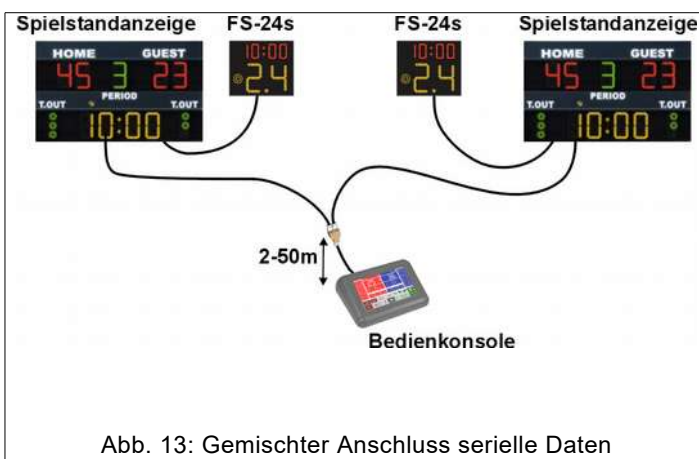 Spielstandanzeige FS-24s FS-24s Spielstandanzeige
HOME GUEST
45 3 23
PERIOD
T.OUT T.OUT
10:00
10:00
2.4
10:00
2.4
HOME GUEST
45 3 23
PERIOD
T.OUT T.OUT
10:00
2-50m
Bedienkonsole
Abb. 13: Gemischter Anschluss serielle Daten